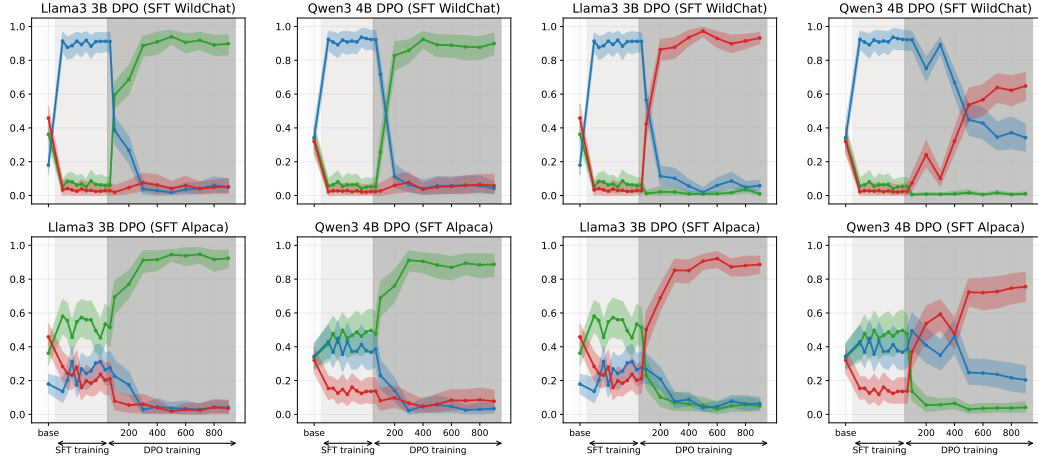 Llama3 3B DPO (SFT WildChat)
Qwen3 4B DPO (SFT WildChat)
Llama3 3B DPO (SFT WildChat)
Qwen3 4B DPO (SFT WildChat)
1.0
0.8
0.6
0.4
0.2
0.0
Llama3 3B DPO (SFT Alpaca)
Qwen3 4B DPO (SFT Alpaca)
Llama3 3B DPO (SFT Alpaca)
Qwen3 4B DPO (SFT Alpaca)
1.0
0.8
0.6
0.4
0.2
0.0
base 200 400 600 800
base 200 400 600 800
base 200 400 600 800
base 200 400 600 800
SFT training DPO training
SFT training DPO training
SFT training DPO training
SFT training DPO training